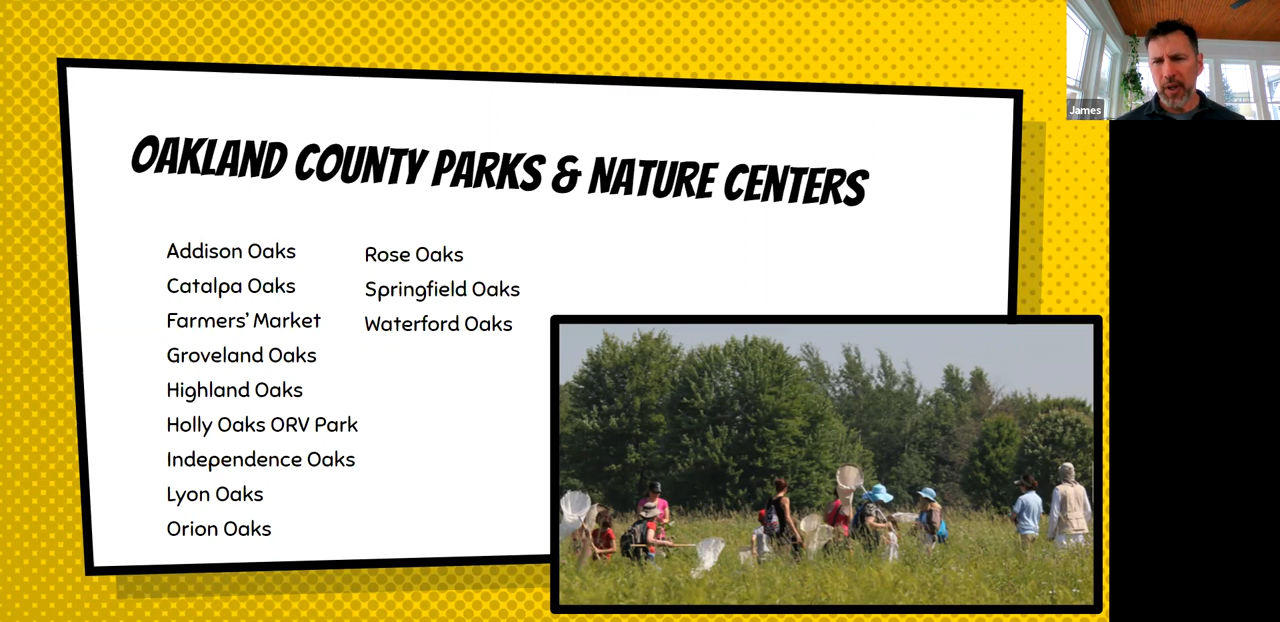 OAKLAND COUNTY PARKS & NATURE CENTERS
Addison Oaks
Catalpa Oaks
Farmers’ Market
Groveland Oaks
Highland Oaks
Holly Oaks ORV Park
Independence Oaks
Lyon Oaks
Orion Oaks
Rose Oaks
Springfield Oaks
Waterford Oaks
James